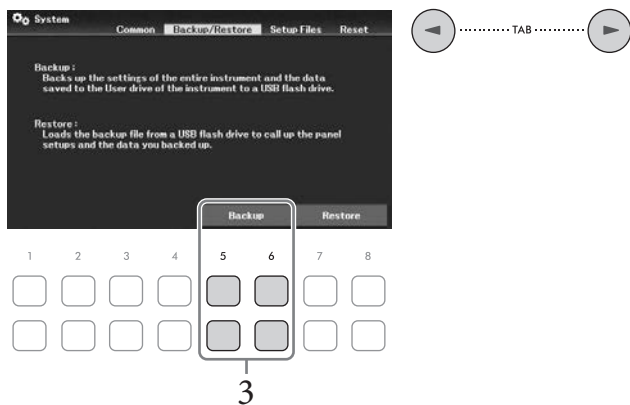 System
Common Backup/Restore Setup Files Reset
TAB
Backup :
Backs up the settings of the entire instrument and the data
saved to the User drive of the instrument to a USB flash drive.
Restore :
Loads the backup file from a USB flash drive to call up the panel
setups and the data you backed up.
Backup Restore
1 2 3 4 5 6 7 8
3